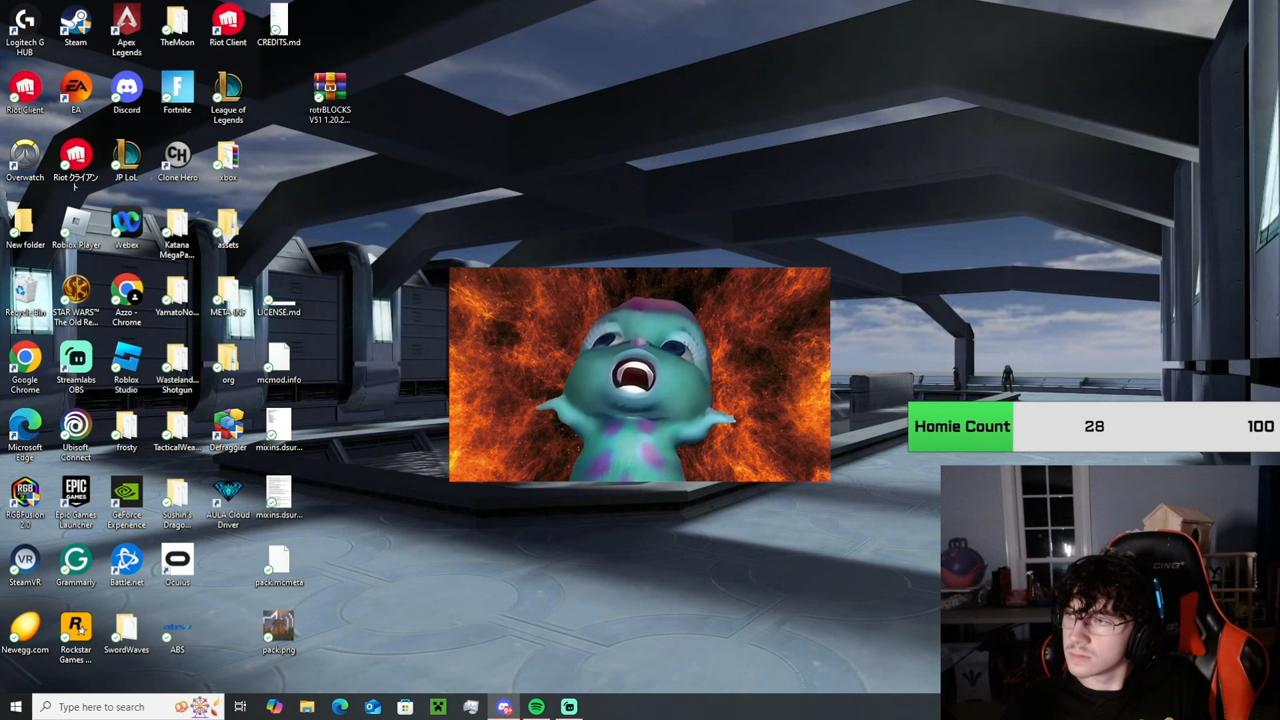 Logitech G
HUB
Steam
Apex
Legends
TheMoon
Riot Client
CREDITS.md
Riot Client
EA
Discord
Fortnite
League of
Legends
rotrBLOCKS
V51 1.20.2...
Overwatch
Riot クライアン
ト
JP LoL
Clone Hero
xbox
New folder
Roblox Player
Webex
Katana
MegaPa...
assets
Recycle Bin
STAR WARS™
The Old Re...
Azzo -
Chrome
YamatoNo...
META-INF
LICENSE.md
Google
Chrome
Streamlabs
OBS
Roblox
Studio
Wasteland...
Shotgun
org
mcmod.info
Microsoft
Edge
Ubisoft
Connect
frosty
TacticalWea...
Defraggler
mixins.dsur...
Homie Count
28
100
RGBFusion
2.0
Epic Games
Launcher
GeForce
Experience
Sushin's
Drago...
AULA Cloud
Driver
mixins.dsur...
SteamVR
Grammarly
Battle.net
Oculus
pack.mcmeta
Newegg.com
Rockstar
Games ...
SwordWaves
ABS
pack.png
Type here to search